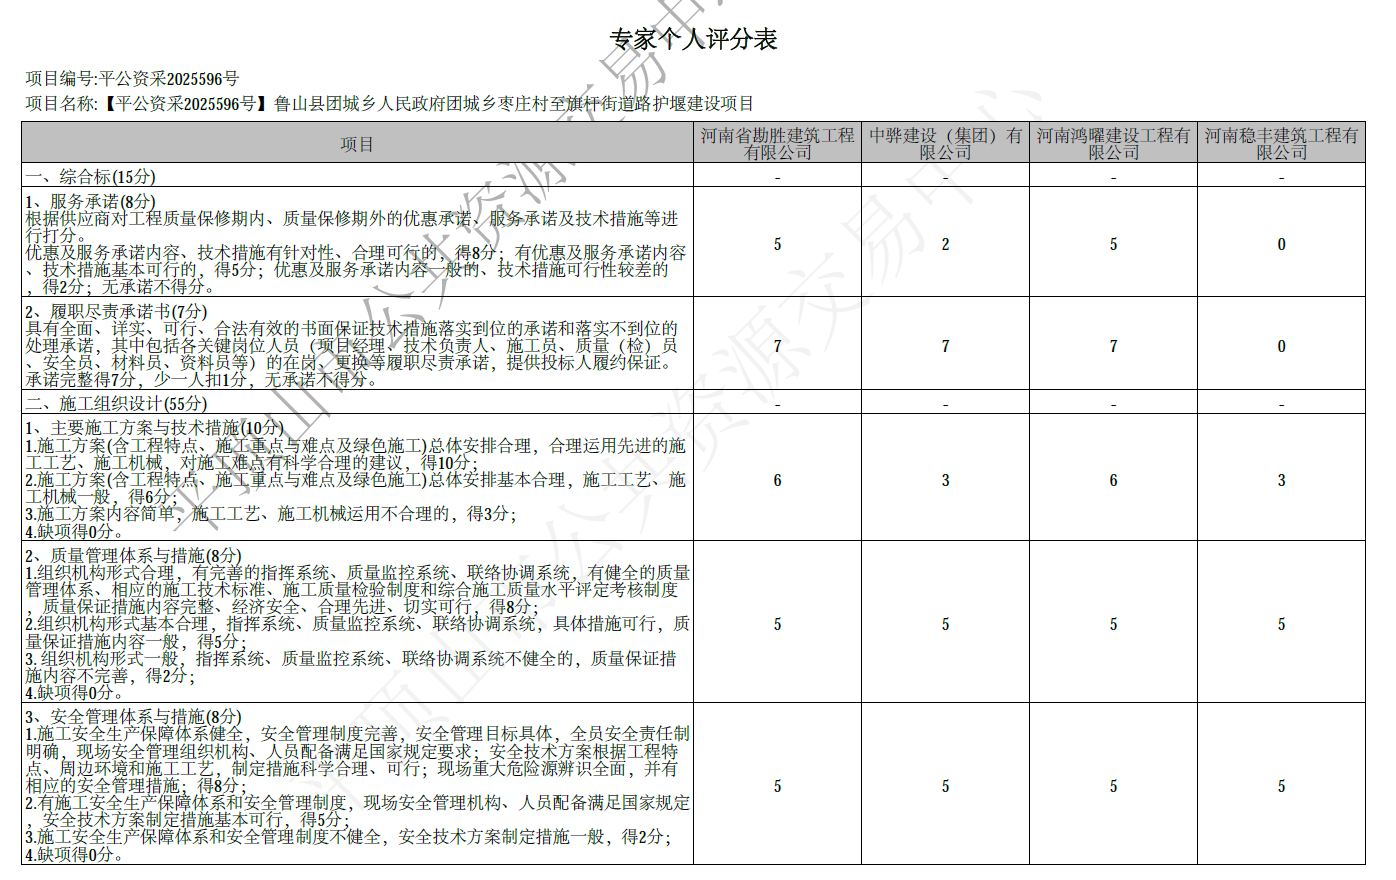 专家个人评分表
项目编号:平公资采2025596号
项目名称:【平公资采2025596号】鲁山县团城乡人民政府团城乡枣庄村至旗杆街道路护堰建设项目
项目 河南省勘胜建筑工程有限公司 中骅建设（集团）有限公司 河南鸿曜建设工程有限公司 河南稳丰建筑工程有限公司
一、综合标(15分) - - - -
1、服务承诺(8分)
根据供应商对工程质量保修期内、质量保修期外的优惠承诺、服务承诺及技术措施等进
行打分。
优惠及服务承诺内容、技术措施有针对性、合理可行的，得8分；有优惠及服务承诺内容
、技术措施基本可行的，得5分；优惠及服务承诺内容一般的、技术措施可行性较差的
，得2分；无承诺不得分。
5 2 5 0
2、履职尽责承诺书(7分)
具有全面、详实、可行、合法有效的书面保证技术措施落实到位的承诺和落实不到位的
处理承诺，其中包括各关键岗位人员（项目经理、技术负责人、施工员、质量（检）员
、安全员、材料员、资料员等）的在岗、更换等履职尽责承诺，提供投标人履约保证。
承诺完整得7分，少一人扣1分，无承诺不得分。
7 7 7 0
二、施工组织设计(55分) - - - -
1、主要施工方案与技术措施(10分)
1.施工方案(含工程特点、施工重点与难点及绿色施工)总体安排合理，合理运用先进的施
工工艺、施工机械，对施工难点有科学合理的建议，得10分；
2.施工方案(含工程特点、施工重点与难点及绿色施工)总体安排基本合理，施工工艺、施
工机械一般，得6分；
3.施工方案内容简单，施工工艺、施工机械运用不合理的，得3分；
4.缺项得0分。
6 3 6 3
2、质量管理体系与措施(8分)
1.组织机构形式合理，有完善的指挥系统、质量监控系统、联络协调系统，有健全的质量
管理体系、相应的施工技术标准、施工质量检验制度和综合施工质量水平评定考核制度
，质量保证措施内容完整、经济安全、合理先进、切实可行，得8分；
2.组织机构形式基本合理，指挥系统、质量监控系统、联络协调系统，具体措施可行，质
量保证措施内容一般，得5分；
3. 组织机构形式一般，指挥系统、质量监控系统、联络协调系统不健全的，质量保证措
施内容不完善，得2分；
4.缺项得0分。
5 5 5 5
3、安全管理体系与措施(8分)
1.施工安全生产保障体系健全，安全管理制度完善，安全管理目标具体，全员安全责任制
明确，现场安全管理组织机构、人员配备满足国家规定要求；安全技术方案根据工程特
点、周边环境和施工工艺，制定措施科学合理、可行；现场重大危险源辨识全面，并有
相应的安全管理措施；得8分；
2.有施工安全生产保障体系和安全管理制度，现场安全管理机构、人员配备满足国家规定
，安全技术方案制定措施基本可行，得5分；
3.施工安全生产保障体系和安全管理制度不健全，安全技术方案制定措施一般，得2分；
4.缺项得0分。
5 5 5 5
平顶山市公共资源交易中心
平顶山市公共资源交易中心